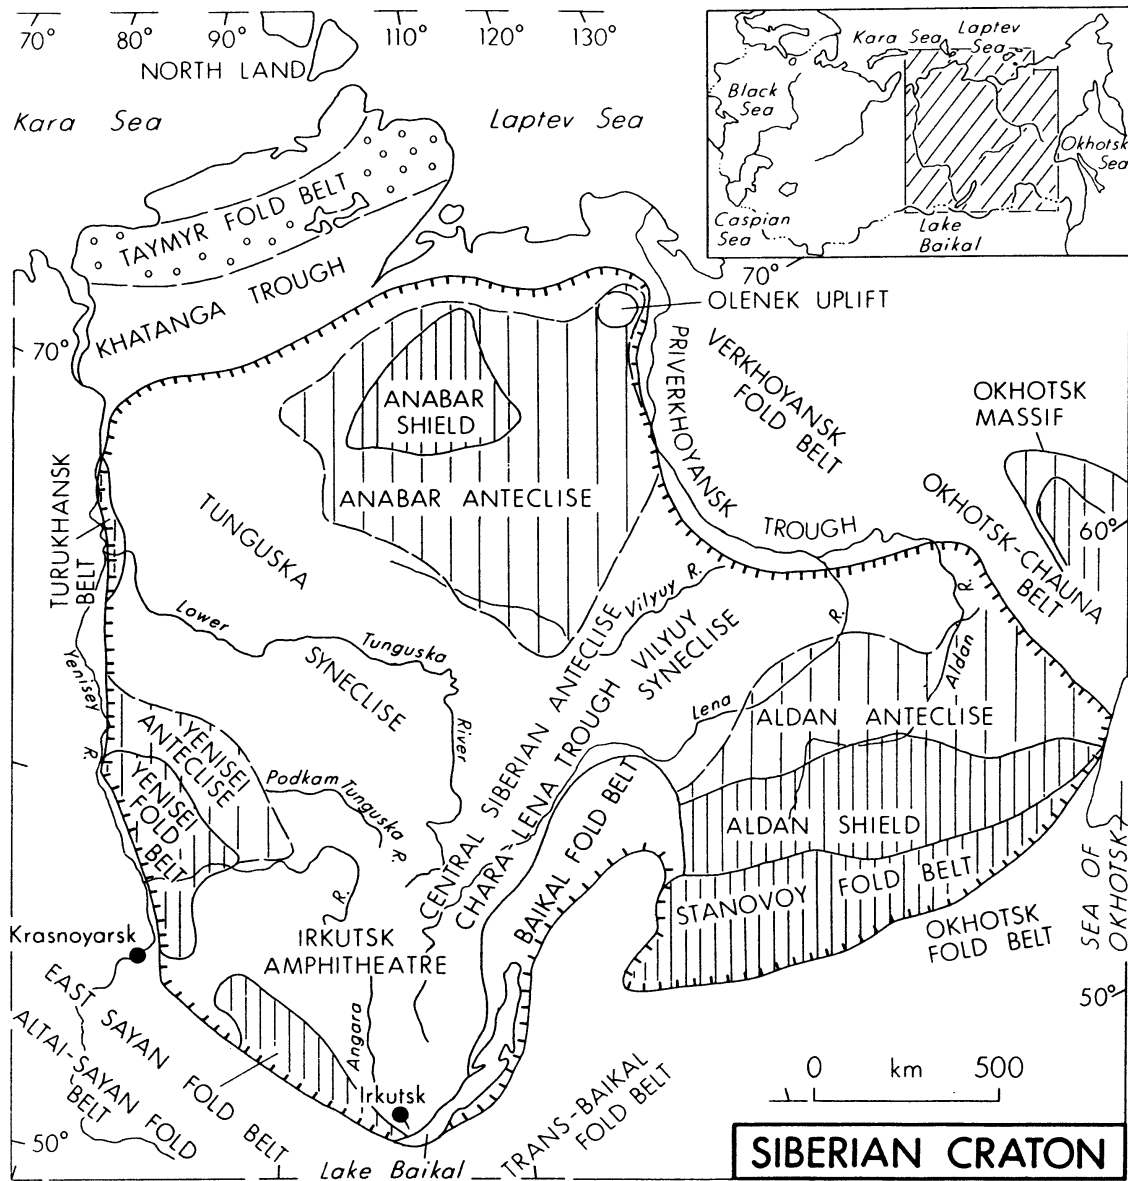 70° 80° 90° 110° 120° 130°
NORTH LAND
Kara Sea
Laptev Sea
Kara Sea
Laptev
Sea
Black
Sea
Okhotsk
Sea
Caspian
Sea
Lake
Baikal
TAYMYR FOLD BELT
KHATANGA TROUGH
70°
70°
OLENEK UPLIFT
VERKHOYANSK
FOLD BELT
PRIVERKHOYANSK
TROUGH
OKHOTSK
MASSIF
60°
OKHOTSK-CHAUNA
BELT
ANABAR
SHIELD
ANABAR ANTECLISE
TURUKHANSK
BELT
TUNGUSKA
SYNECLISE
Lower
Tunguska
River
Yenisey
R.
Vilyuy R.
VILYUY
SYNECLISE
R.
Lena
R.
Aldan
CENTRAL SIBERIAN ANTECLISE
CHARA-LENA TROUGH
YENISEI
ANTECLISE
YENISEI
FOLD
BELT
Podkam Tunguska
R.
ALDAN ANTECLISE
ALDAN SHIELD
STANOVOY FOLD BELT
BAIKAL FOLD BELT
OKHOTSK
FOLD BELT
SEA OF
OKHOTSK
Krasnoyarsk
R.
IRKUTSK
AMPHITHEATRE
Angara
Irkutsk
EAST SAYAN FOLD BELT
ALTAI-SAYAN FOLD
BELT
50°
50°
Lake Baikal
TRANS-BAIKAL
FOLD BELT
0 km 500
SIBERIAN CRATON